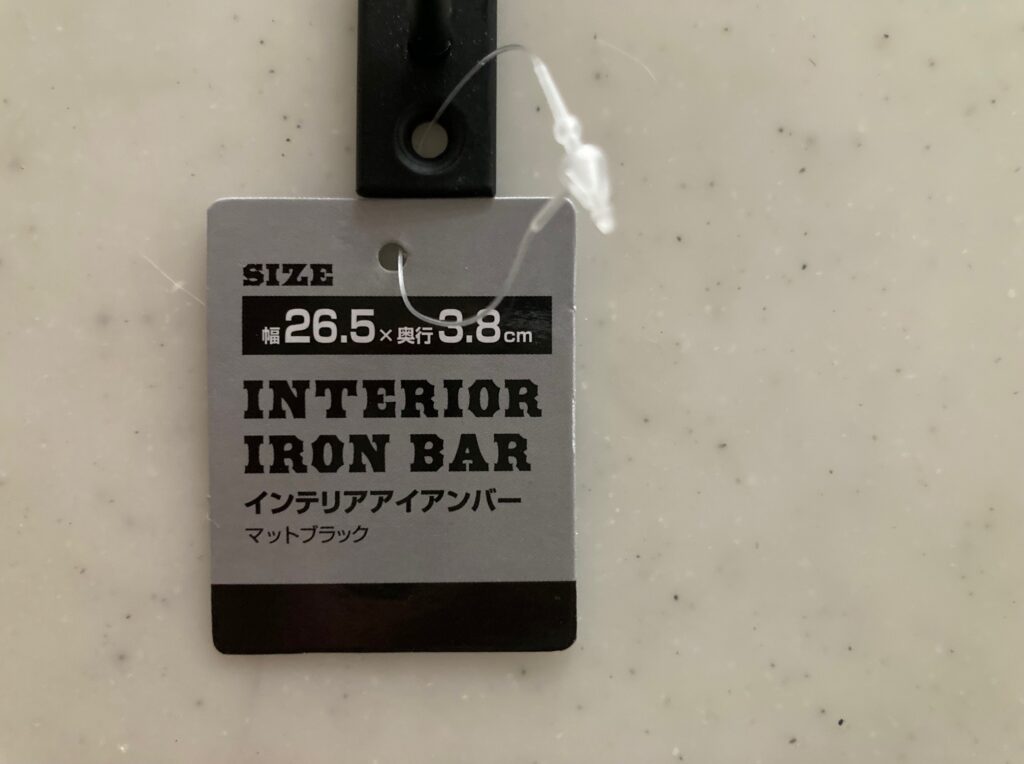 SIZE
幅26.5×奥行3.8cm
INTERIOR
IRON BAR
インテリアアイアンバー
マットブラック